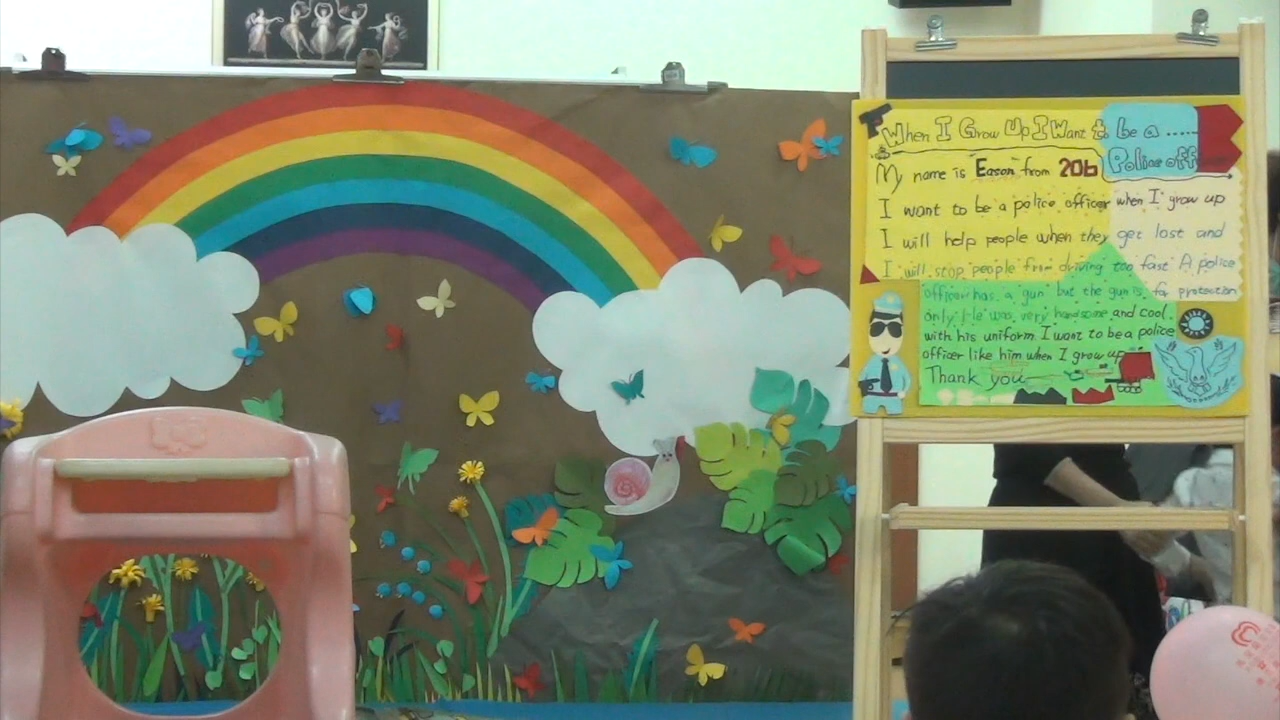 When I Grow Up I Want to be a ......
Police off
My name is Eason from 206
I want to be a police officer when I grow up
I will help people when they get lost and
I will stop people from driving too fast A police
officer has a gun but the gun is for protection
only He was very handsome and cool
with his uniform I want to be a police
officer like him when I grow up
Thank you